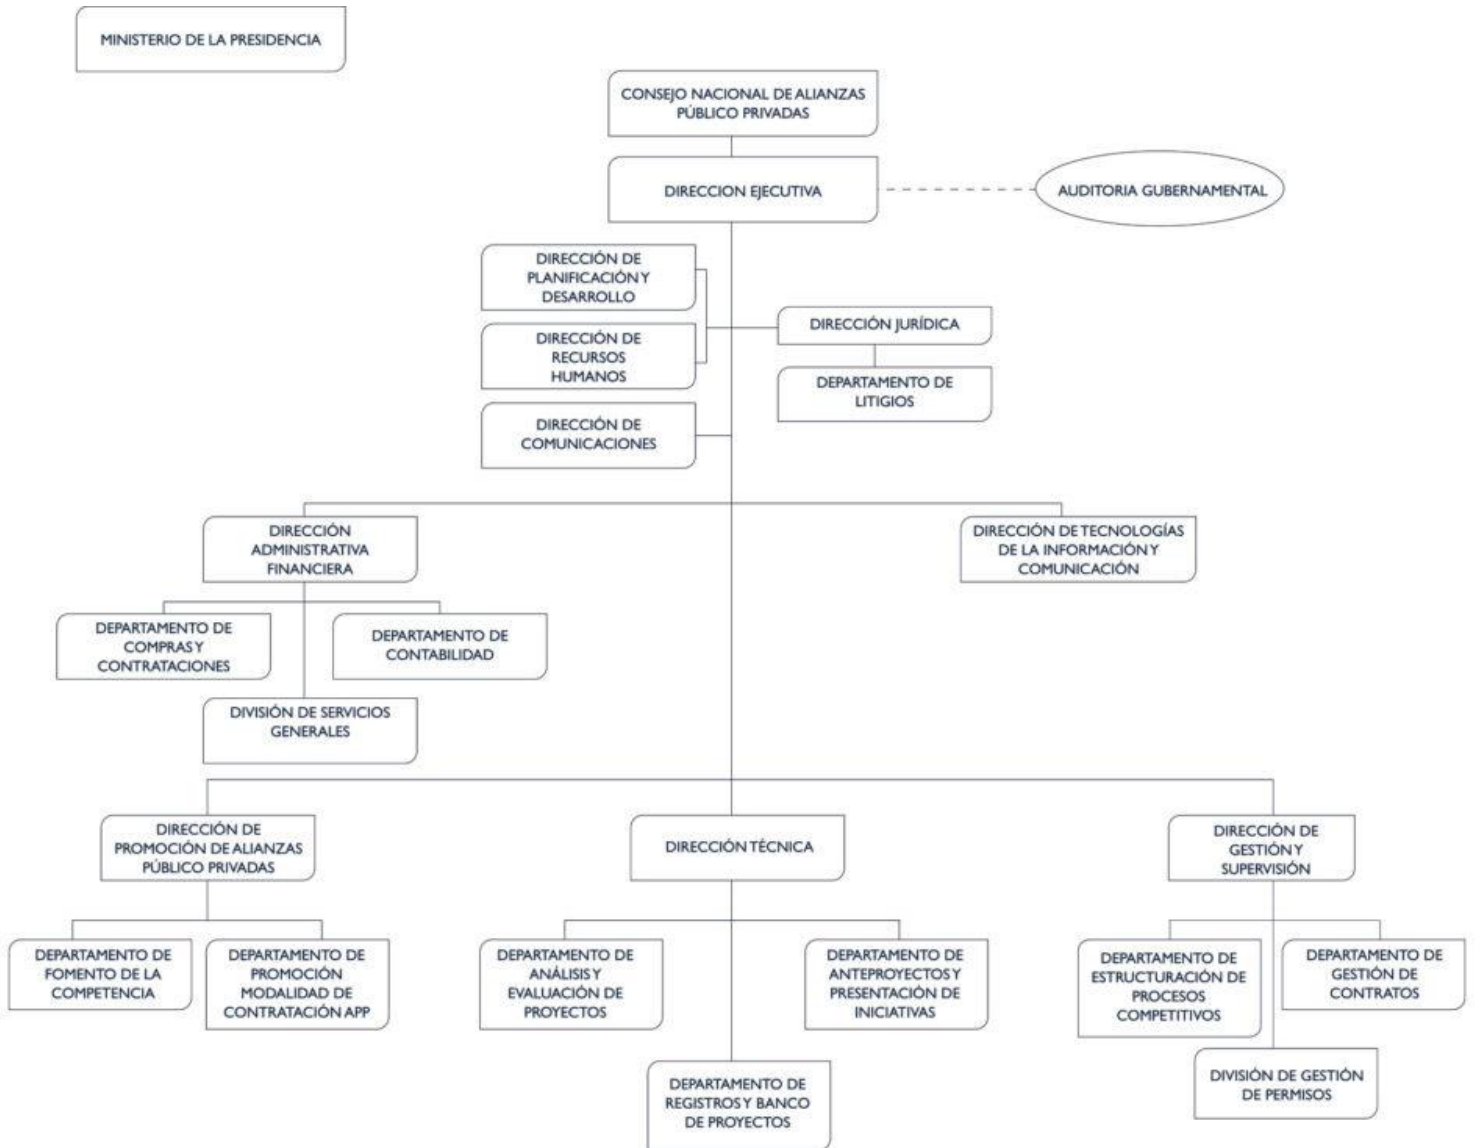 MINISTERIO DE LA PRESIDENCIA
CONSEJO NACIONAL DE ALIANZAS
PÚBLICO PRIVADAS
DIRECCION EJECUTIVA
AUDITORIA GUBERNAMENTAL
DIRECCIÓN DE
PLANIFICACIÓN Y
DESARROLLO
DIRECCIÓN JURÍDICA
DIRECCIÓN DE
RECURSOS
HUMANOS
DEPARTAMENTO DE
LITIGIOS
DIRECCIÓN DE
COMUNICACIONES
DIRECCIÓN
ADMINISTRATIVA
FINANCIERA
DIRECCIÓN DE TECNOLOGÍAS
DE LA INFORMACIÓN Y
COMUNICACIÓN
DEPARTAMENTO DE
COMPRAS Y
CONTRATACIONES
DEPARTAMENTO DE
CONTABILIDAD
DIVISIÓN DE SERVICIOS
GENERALES
DIRECCIÓN DE
PROMOCIÓN DE ALIANZAS
PÚBLICO PRIVADAS
DIRECCIÓN TÉCNICA
DIRECCIÓN DE
GESTIÓN Y
SUPERVISIÓN
DEPARTAMENTO DE
FOMENTO DE LA
COMPETENCIA
DEPARTAMENTO DE
PROMOCIÓN
MODALIDAD DE
CONTRATACIÓN APP
DEPARTAMENTO DE
ANÁLISIS Y
EVALUACIÓN DE
PROYECTOS
DEPARTAMENTO DE
ANTEPROYECTOS Y
PRESENTACIÓN DE
INICIATIVAS
DEPARTAMENTO DE
ESTRUCTURACIÓN DE
PROCESOS
COMPETITIVOS
DEPARTAMENTO DE
GESTIÓN DE
CONTRATOS
DEPARTAMENTO DE
REGISTROS Y BANCO
DE PROYECTOS
DIVISIÓN DE GESTIÓN
DE PERMISOS